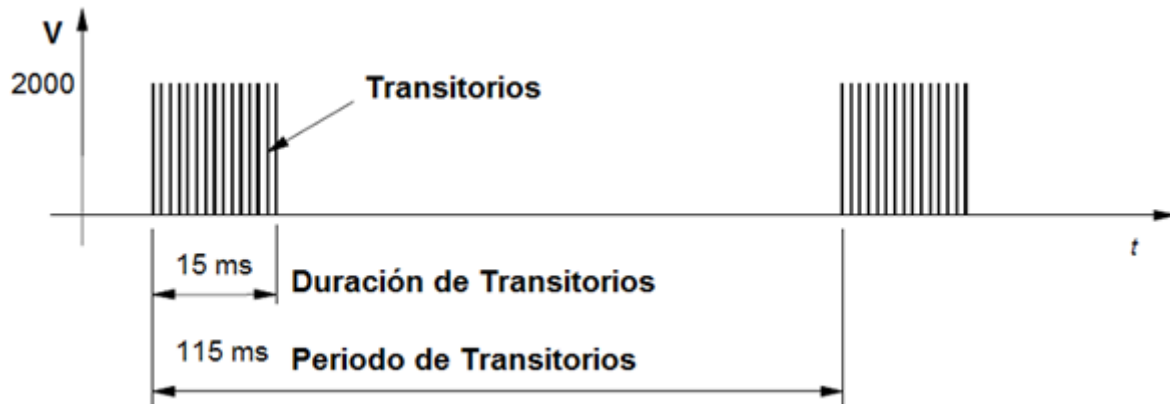 V
2000
Transitorios
t
15 ms
Duración de Transitorios
115 ms
Periodo de Transitorios